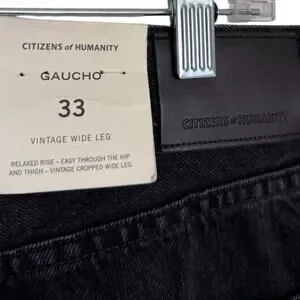 CITIZENS of HUMANITY
GAUCHO
33
VINTAGE WIDE LEG
RELAXED RISE – EASY THROUGH THE HIP
AND THIGH – VINTAGE CROPPED WIDE LEG
CITIZENS of HUMANITY